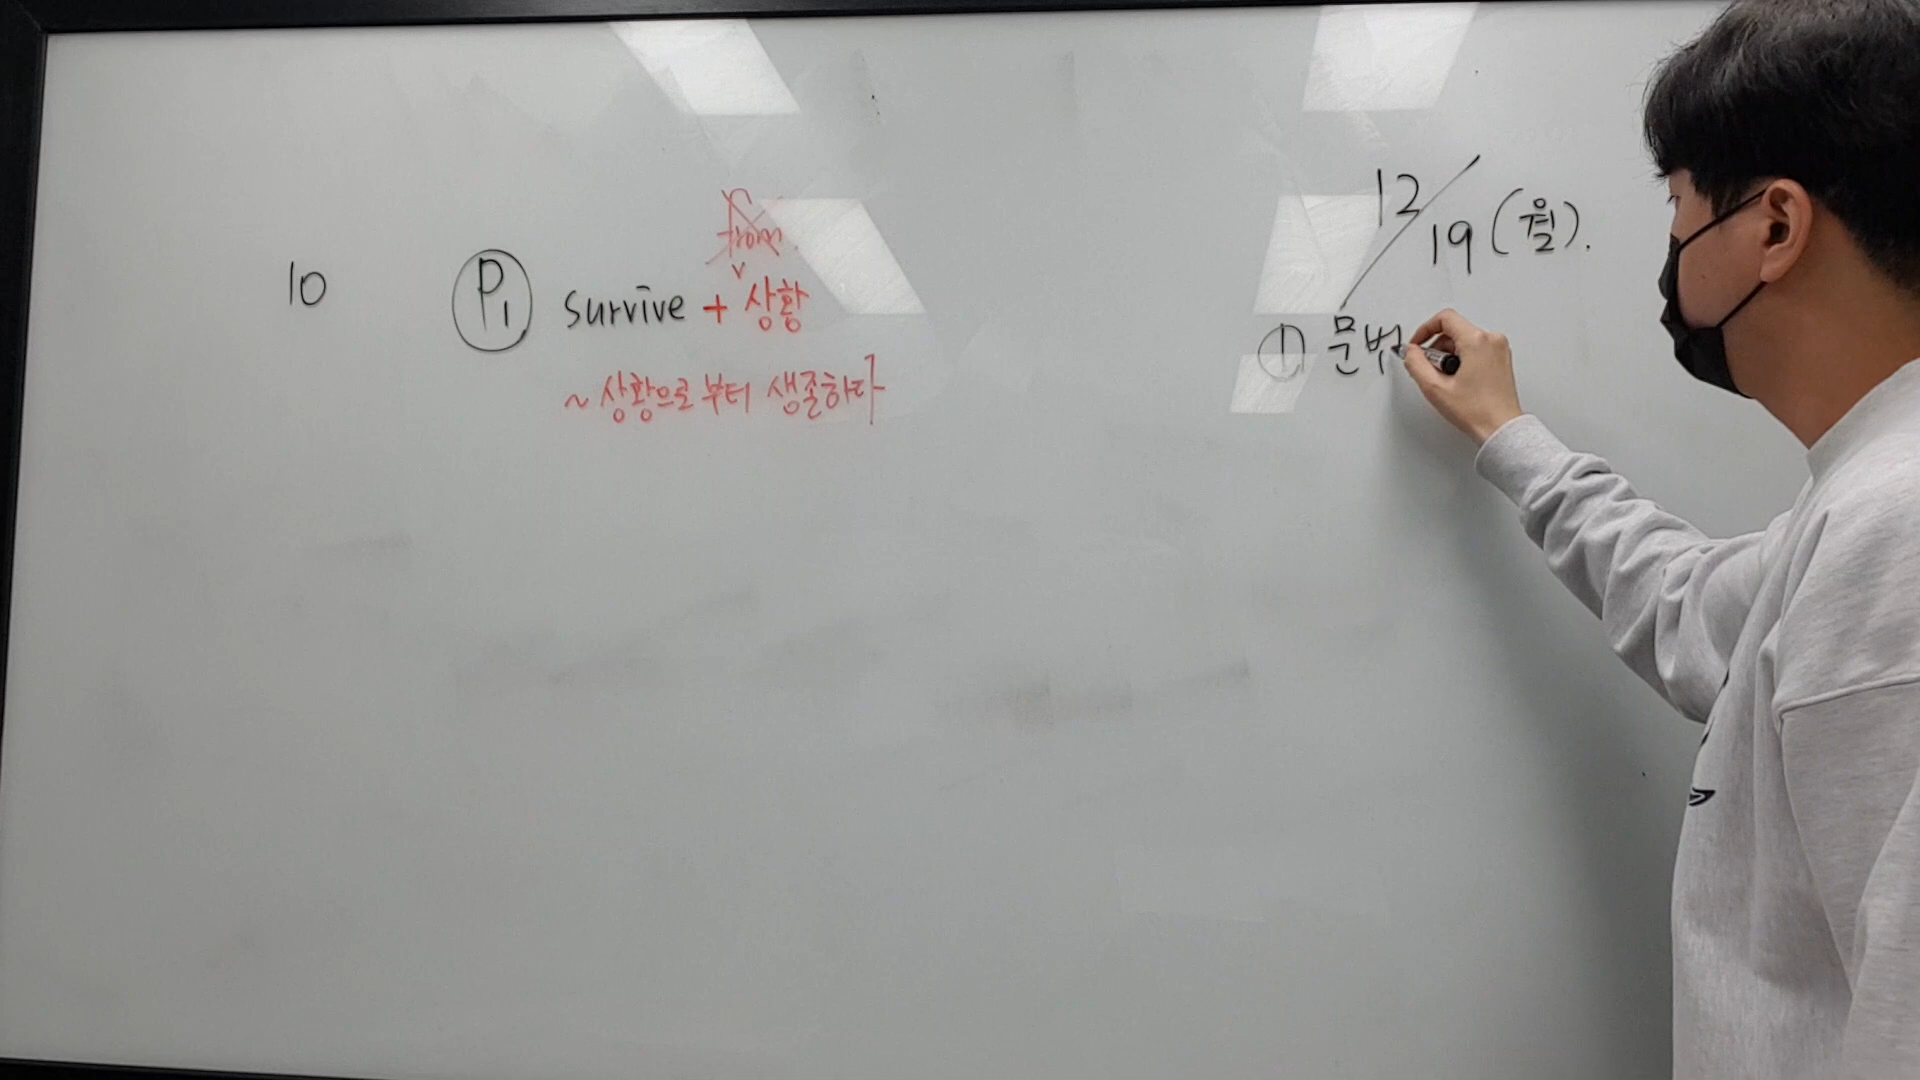 10
P1 survive + 상황
from
~ 상황으로부터 생존하다
12/19 (월).
① 문법